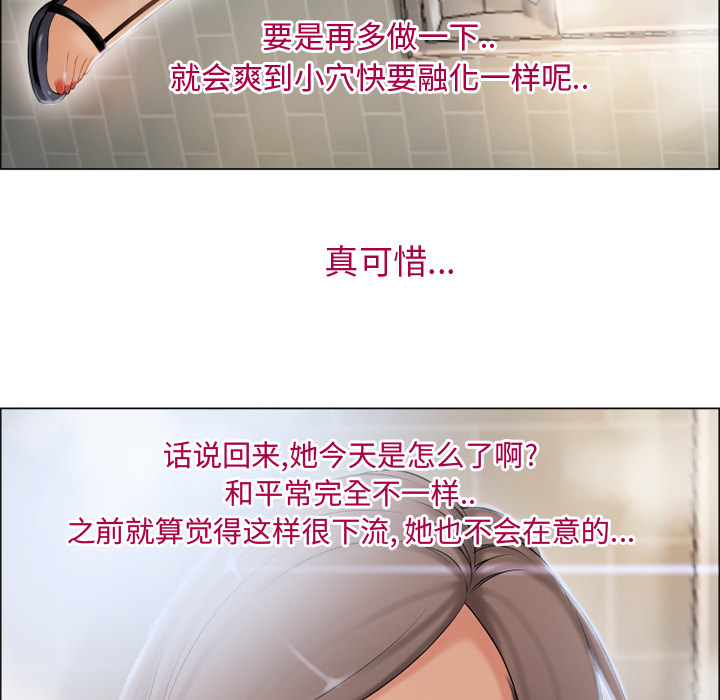 要是再多做一下..
就会爽到小穴快要融化一样呢..
真可惜...
话说回来,她今天是怎么了啊?
和平常完全不一样..
之前就算觉得这样很下流, 她也不会在意的...